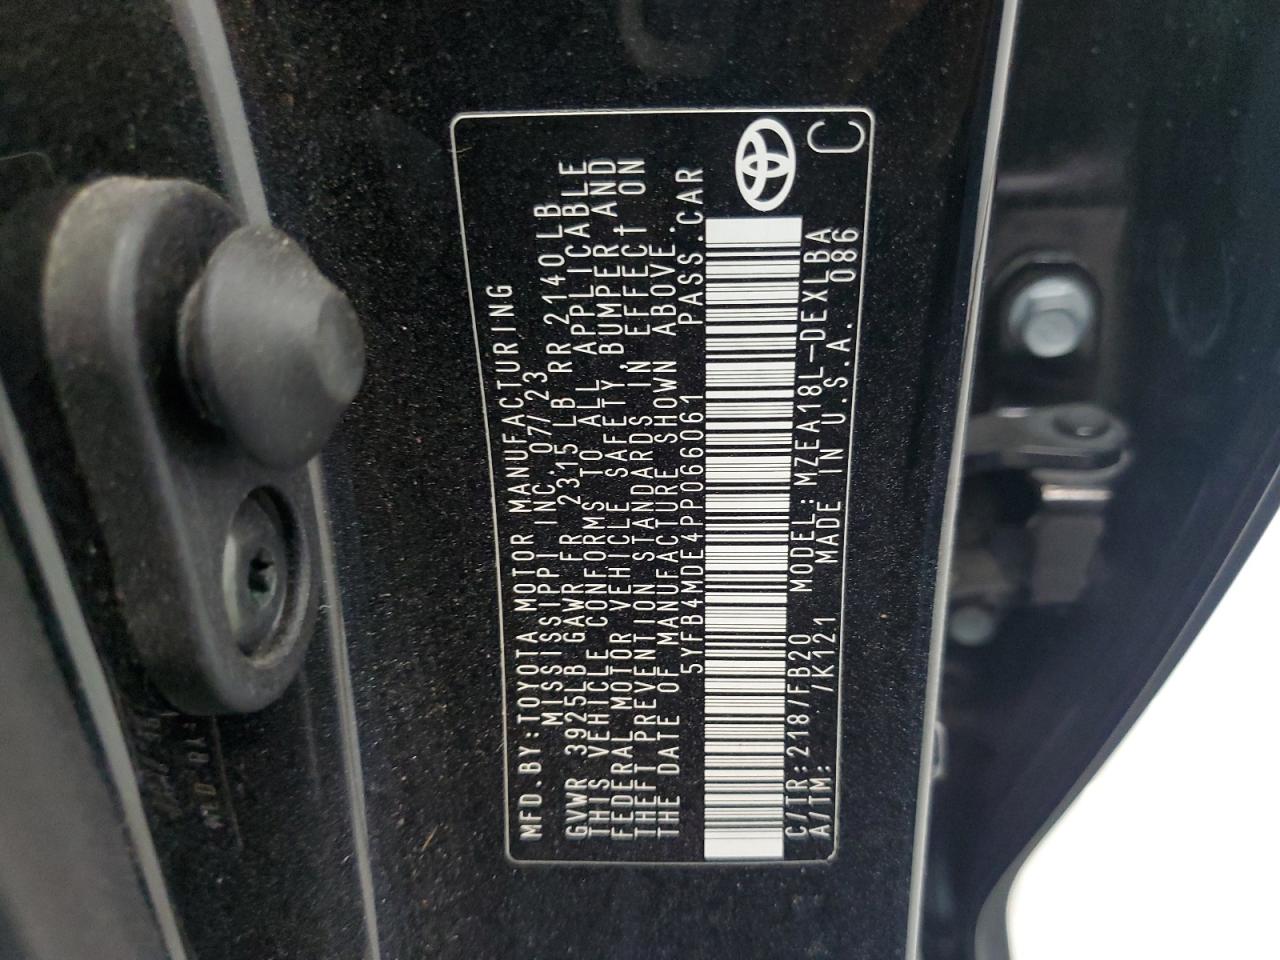 MFD. BY: TOYOTA MOTOR MANUFACTURING
MISSISSIPPI INC 07/23
GVWR 3925LB GAWR FR 2315 LB RR 2140LB
THIS VEHICLE CONFORMS TO ALL APPLICABLE
FEDERAL MOTOR VEHICLE SAFETY, BUMPER AND
THEFT PREVENTION STANDARDS IN EFFECT ON
THE DATE OF MANUFACTURE SHOWN ABOVE.
5YFB4MDE4PP066061 PASS.CAR
C/TR:218/FB20 MODEL:MZEA18L-DEXLBA
A/TM: /K121 MADE IN U.S.A. 086
C